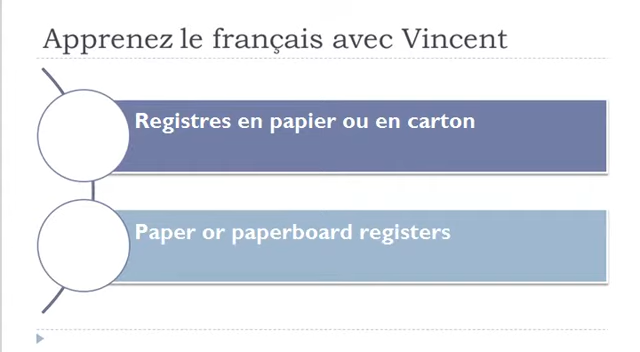 Apprenez le français avec Vincent
Registres en papier ou en carton
Paper or paperboard registers